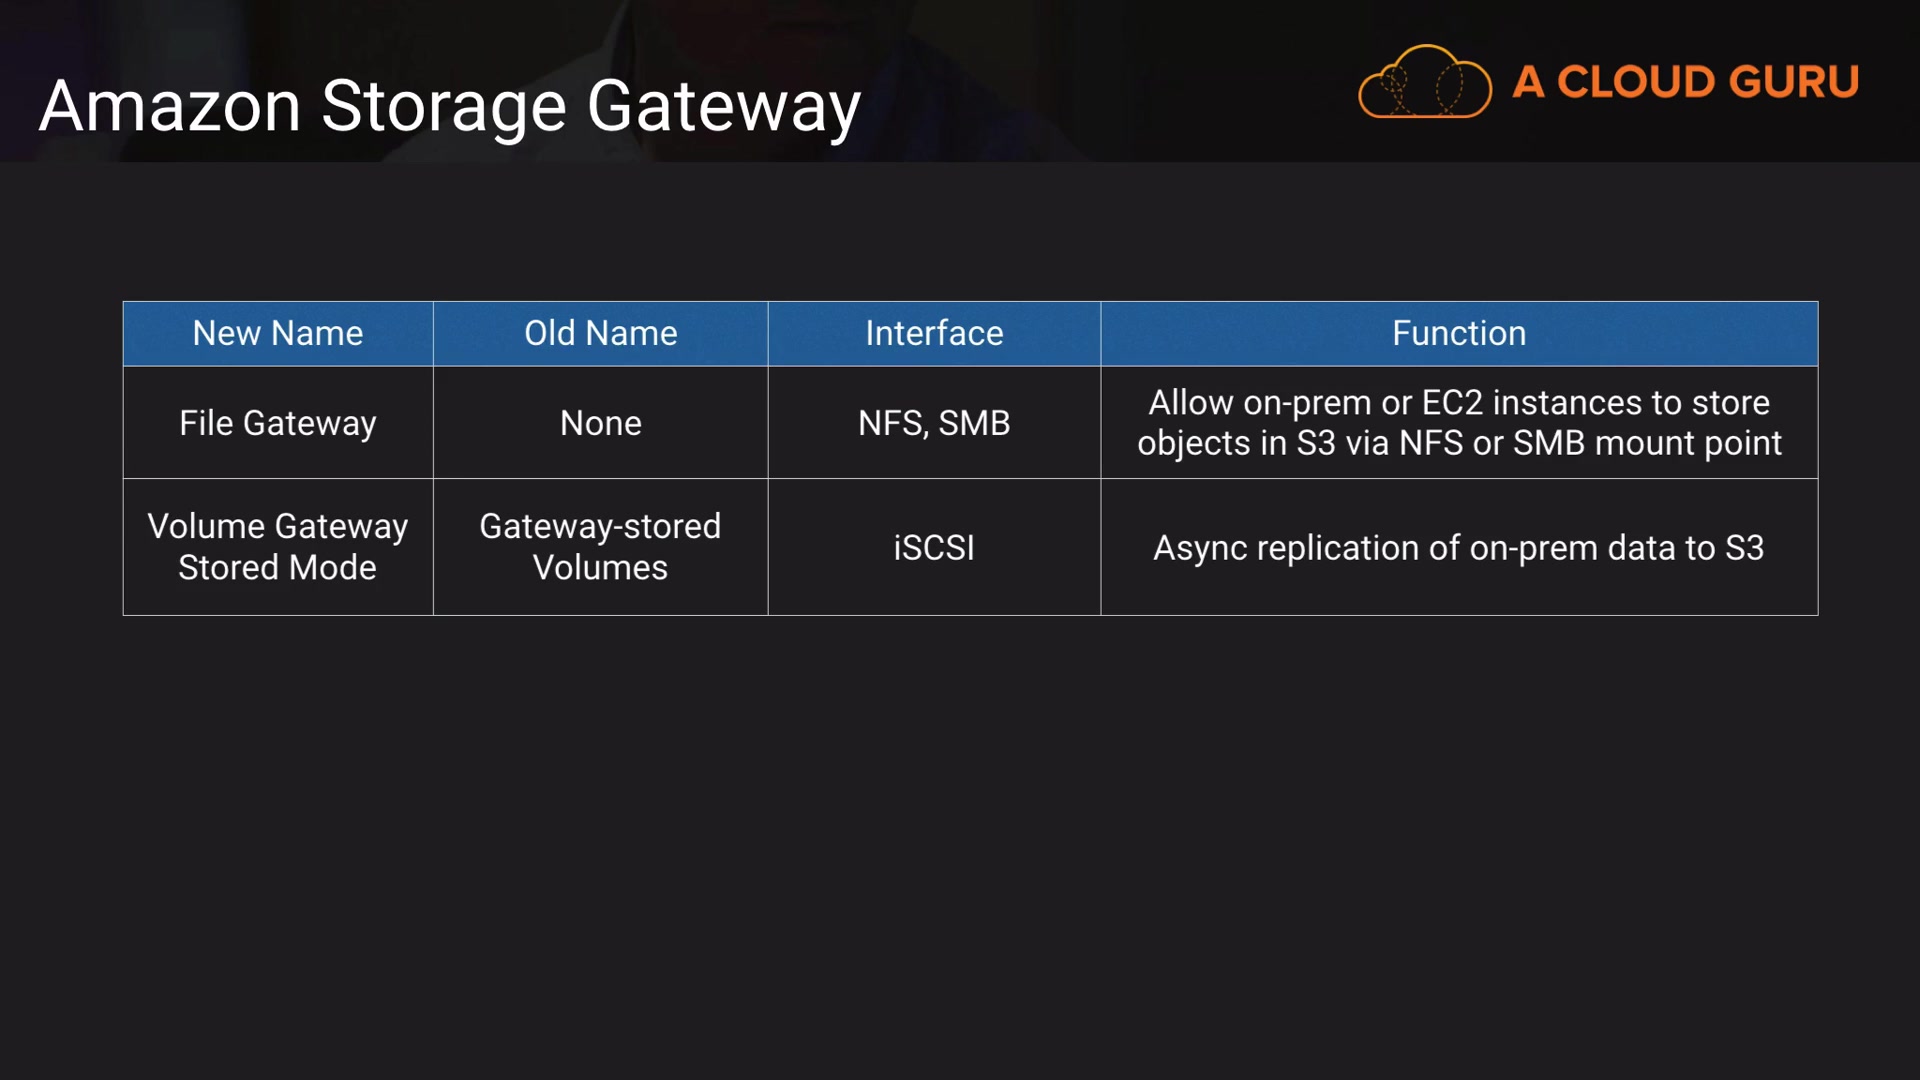 Amazon Storage Gateway
A CLOUD GURU
New Name
Old Name
Interface
Function
File Gateway
None
NFS, SMB
Allow on-prem or EC2 instances to store
objects in S3 via NFS or SMB mount point
Volume Gateway
Stored Mode
Gateway-stored
Volumes
iSCSI
Async replication of on-prem data to S3